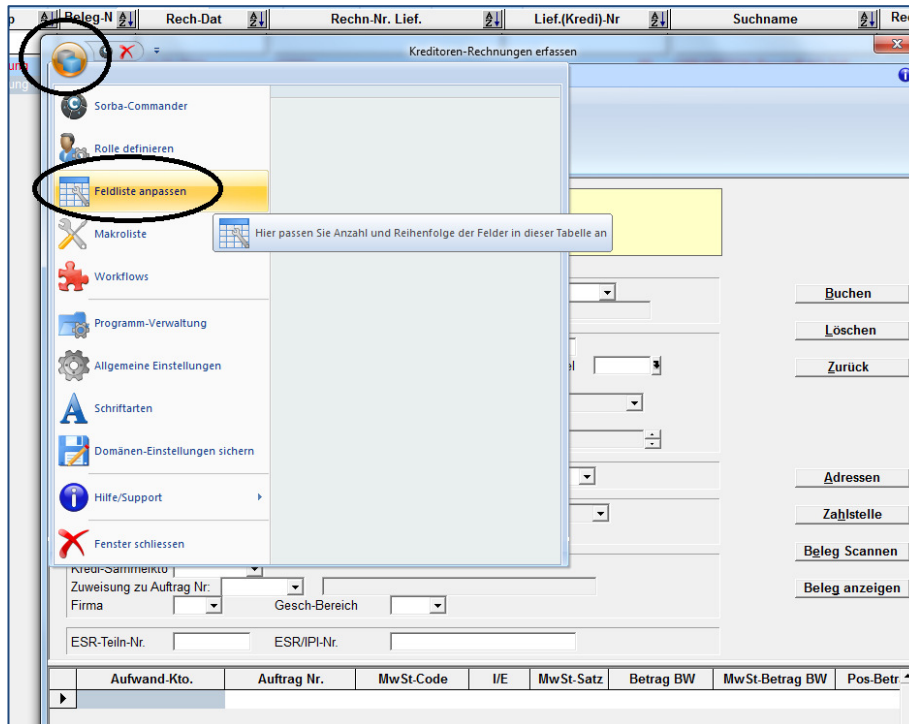 Beleg-N Rech-Dat Rechn-Nr. Lief. Lief.(Kredi)-Nr Suchname
Kreditoren-Rechnungen erfassen
Sorba-Commander
Rolle definieren
Feldliste anpassen
Hier passen Sie Anzahl und Reihenfolge der Felder in dieser Tabelle an
Makroliste
Workflows
Buchen
Programm-Verwaltung
Löschen
Allgemeine Einstellungen
Zurück
Schriftarten
Domänen-Einstellungen sichern
Adressen
Hilfe/Support
Zahlstelle
Fenster schliessen
Beleg Scannen
Kredi-Sammelkto
Zuweisung zu Auftrag Nr:
Beleg anzeigen
Firma Gesch-Bereich
ESR-Teiln-Nr. ESR/IPI-Nr.
Aufwand-Kto. Auftrag Nr. MwSt-Code I/E MwSt-Satz Betrag BW MwSt-Betrag BW Pos-Betr